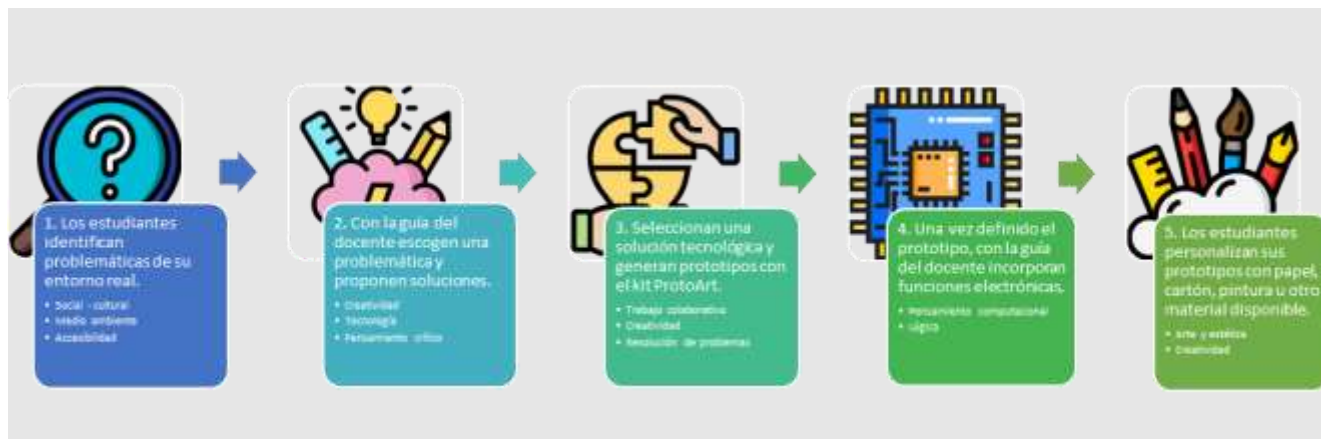 1. Los estudiantes
identifican
problemáticas de su
entorno real.
• Social - cultural
• Medio ambiente
• Accesibilidad
2. Con la guía del
docente escogen una
problemática y
proponen soluciones.
• Creatividad
• Tecnología
• Pensamiento crítico
3. Seleccionan una
solución tecnológica y
generan prototipos con
el kit ProtoArt.
• Trabajo colaborativo
• Creatividad
• Resolución de problemas
4. Una vez definido el
prototipo, con la guía
del docente incorporan
funciones electrónicas.
• Pensamiento computacional
• Lógica
5. Los estudiantes
personalizan sus
prototipos con papel,
cartón, pintura u otro
material disponible.
• Arte y estética
• Creatividad